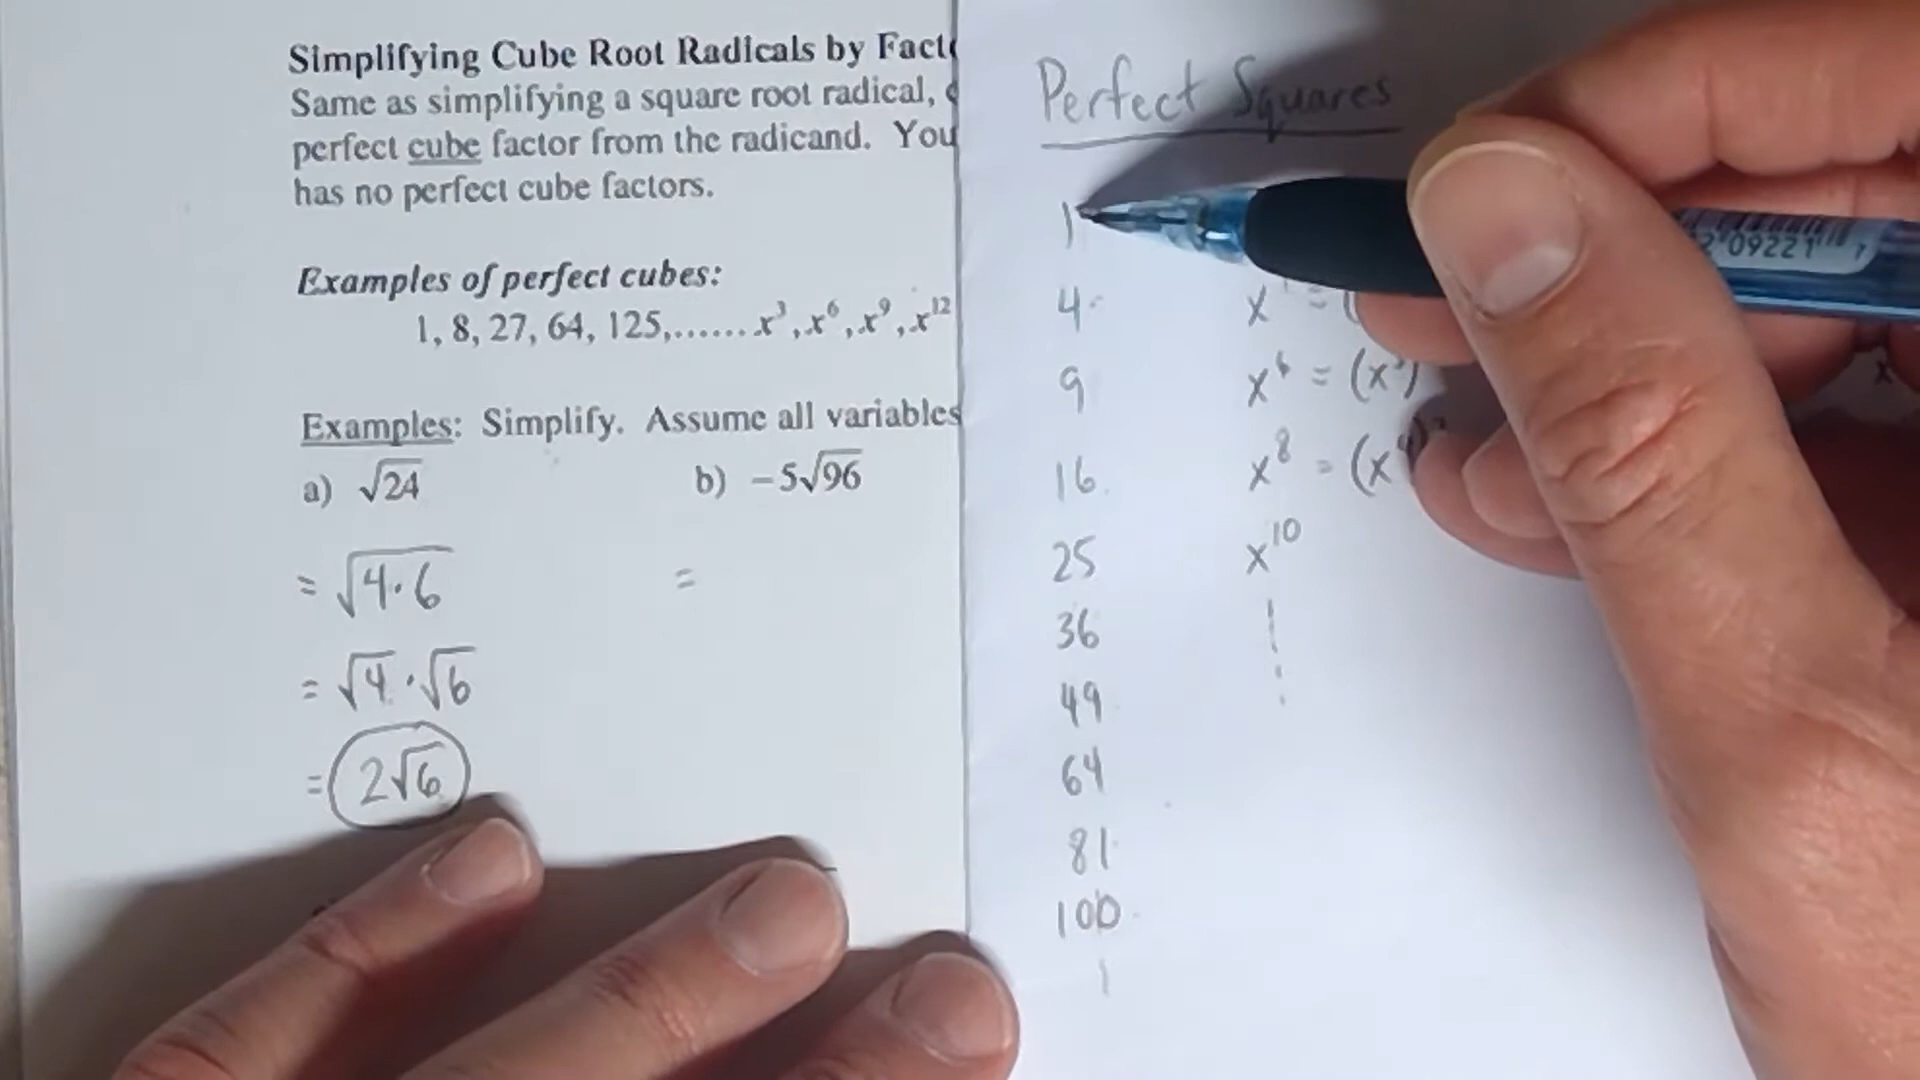 Simplifying Cube Root Radicals by
Same as simplifying a square root radical,
perfect cube factor from the radicand. You
has no perfect cube factors.
Examples of perfect cubes:
1, 8, 27, 64, 125,.......x³, x⁶, x⁹, x¹²
Examples: Simplify. Assume all variables
a) √24
b) −5√96
= √4·6
=
= √4 · √6
= 2√6
Perfect Squares
1
4
9
16
25
36
49
64
81
100
x
x⁶ = (x³)
x⁸ = (x⁴)²
x¹⁰
209221 7